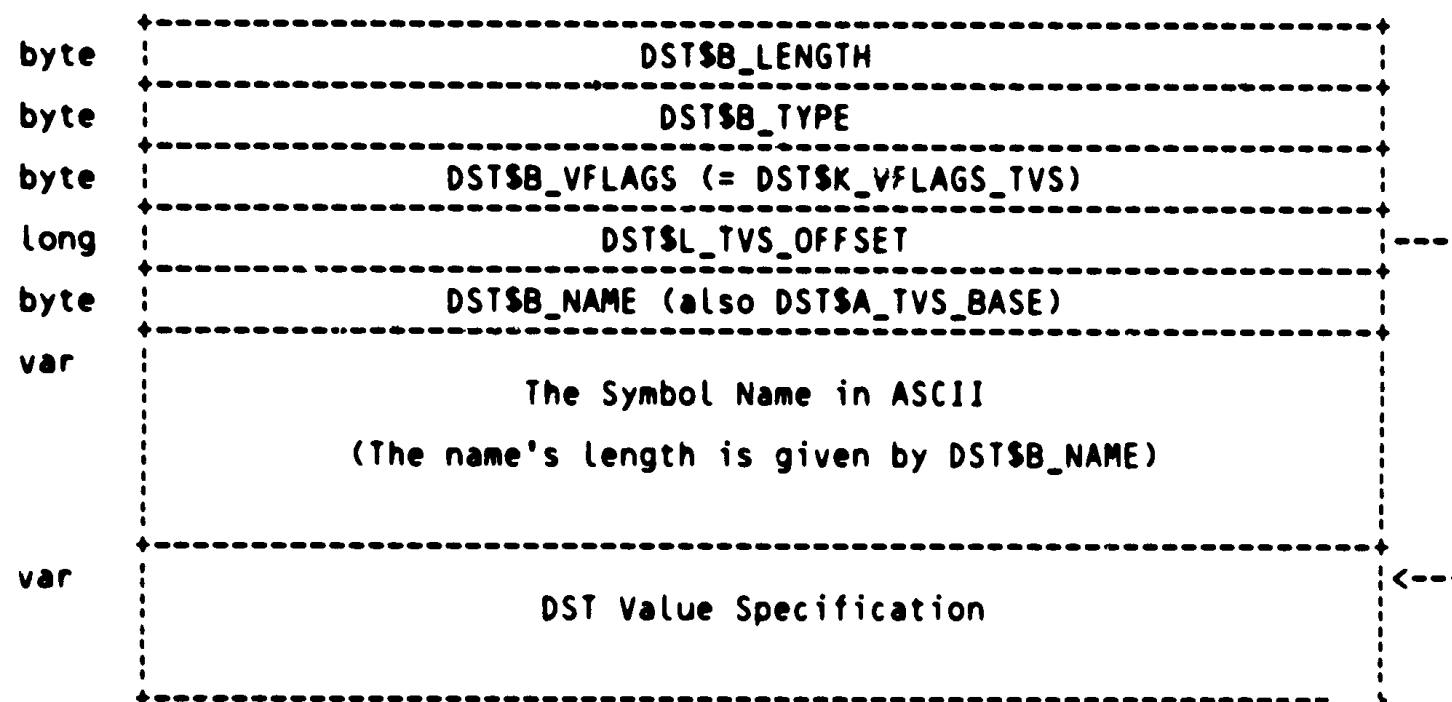 byte DST$B_LENGTH
byte DST$B_TYPE
byte DST$B_VFLAGS (= DST$K_VFLAGS_TVS)
long DST$L_TVS_OFFSET
byte DST$B_NAME (also DST$A_TVS_BASE)
var
The Symbol Name in ASCII
(The name's length is given by DST$B_NAME)
var
DST Value Specification